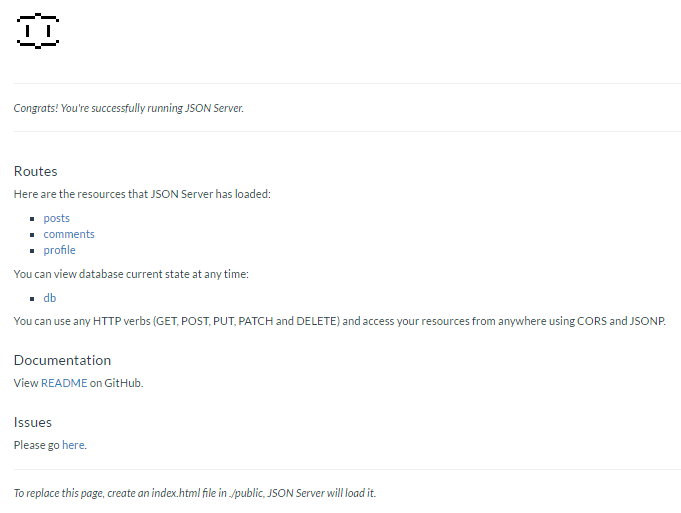 Congrats! You're successfully running JSON Server.
Routes
Here are the resources that JSON Server has loaded:
posts
comments
profile
You can view database current state at any time:
db
You can use any HTTP verbs (GET, POST, PUT, PATCH and DELETE) and access your resources from anywhere using CORS and JSONP.
Documentation
View README on GitHub.
Issues
Please go here.
To replace this page, create an index.html file in ./public, JSON Server will load it.